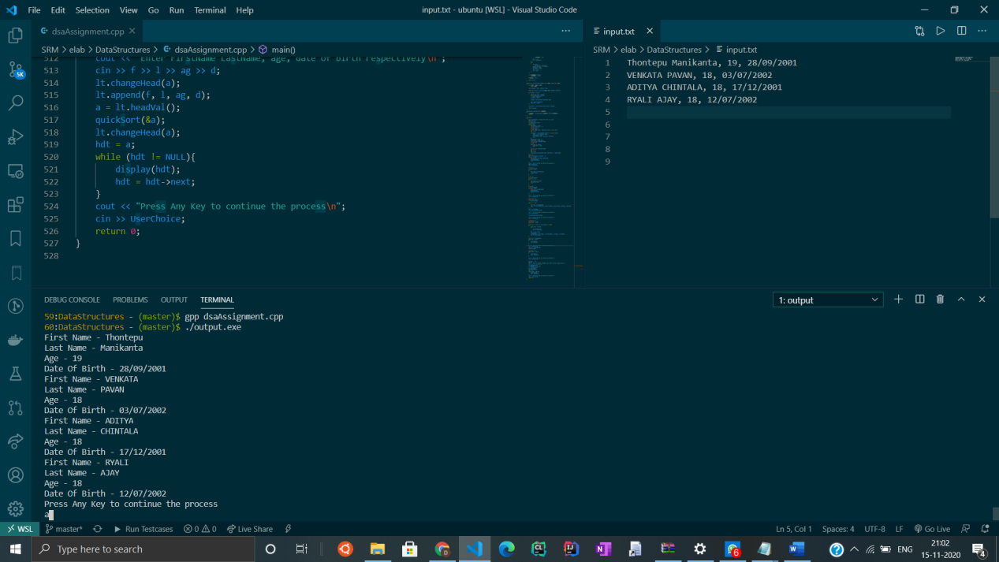 File Edit Selection View Go Run Terminal Help
input.txt - ubuntu [WSL] - Visual Studio Code
dsaAssignment.cpp
SRM > elab > DataStructures > dsaAssignment.cpp > main()
512 cout << "Enter FirstName LastName, age, date of birth respectively\n";
513 cin >> f >> l >> ag >> d;
514 lt.changeHead(a);
515 lt.append(f, l, ag, d);
516 a = lt.headVal();
517 quickSort(&a);
518 lt.changeHead(a);
519 hdt = a;
520 while (hdt != NULL){
521 display(hdt);
522 hdt = hdt->next;
523 }
524 cout << "Press Any Key to continue the process\n";
525 cin >> UserChoice;
526 return 0;
527 }
528
input.txt
SRM > elab > DataStructures > input.txt
1 Thontepu Manikanta, 19, 28/09/2001
2 VENKATA PAVAN, 18, 03/07/2002
3 ADITYA CHINTALA, 18, 17/12/2001
4 RYALI AJAY, 18, 12/07/2002
5
6
7
8
9
5K
DEBUG CONSOLE PROBLEMS OUTPUT TERMINAL
1: output
59:DataStructures - (master)$ gpp dsaAssignment.cpp
60:DataStructures - (master)$ ./output.exe
First Name - Thontepu
Last Name - Manikanta
Age - 19
Date Of Birth - 28/09/2001
First Name - VENKATA
Last Name - PAVAN
Age - 18
Date Of Birth - 03/07/2002
First Name - ADITYA
Last Name - CHINTALA
Age - 18
Date Of Birth - 17/12/2001
First Name - RYALI
Last Name - AJAY
Age - 18
Date Of Birth - 12/07/2002
Press Any Key to continue the process
a
WSL master* Run Testcases 0 0 Live Share
Ln 5, Col 1 Spaces: 4 UTF-8 LF Go Live
Type here to search
6
ENG
21:02
15-11-2020
4